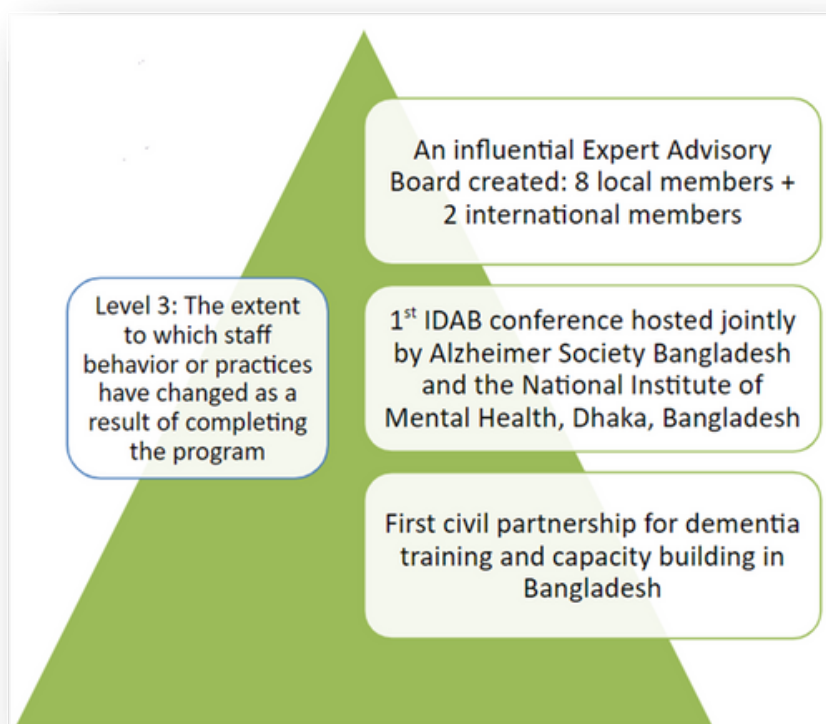 An influential Expert Advisory
Board created: 8 local members +
2 international members
Level 3: The extent
to which staff
behavior or practices
have changed as a
result of completing
the program
1st IDAB conference hosted jointly
by Alzheimer Society Bangladesh
and the National Institute of
Mental Health, Dhaka, Bangladesh
First civil partnership for dementia
training and capacity building in
Bangladesh